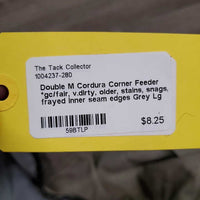 The Tack Collector
1004237-280
Double M Cordura Corner Feeder
*gc/fair, v.dirty, older, stains, snags,
frayed inner seam edges Grey Lg
$8.25
59BTLP